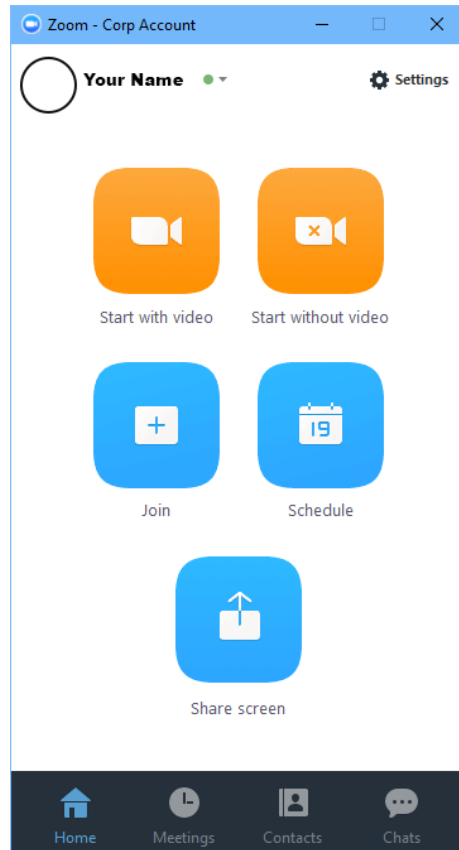 Zoom - Corp Account
Your Name
Settings
Start with video
Start without video
Join
19
Schedule
Share screen
Home
Meetings
Contacts
Chats